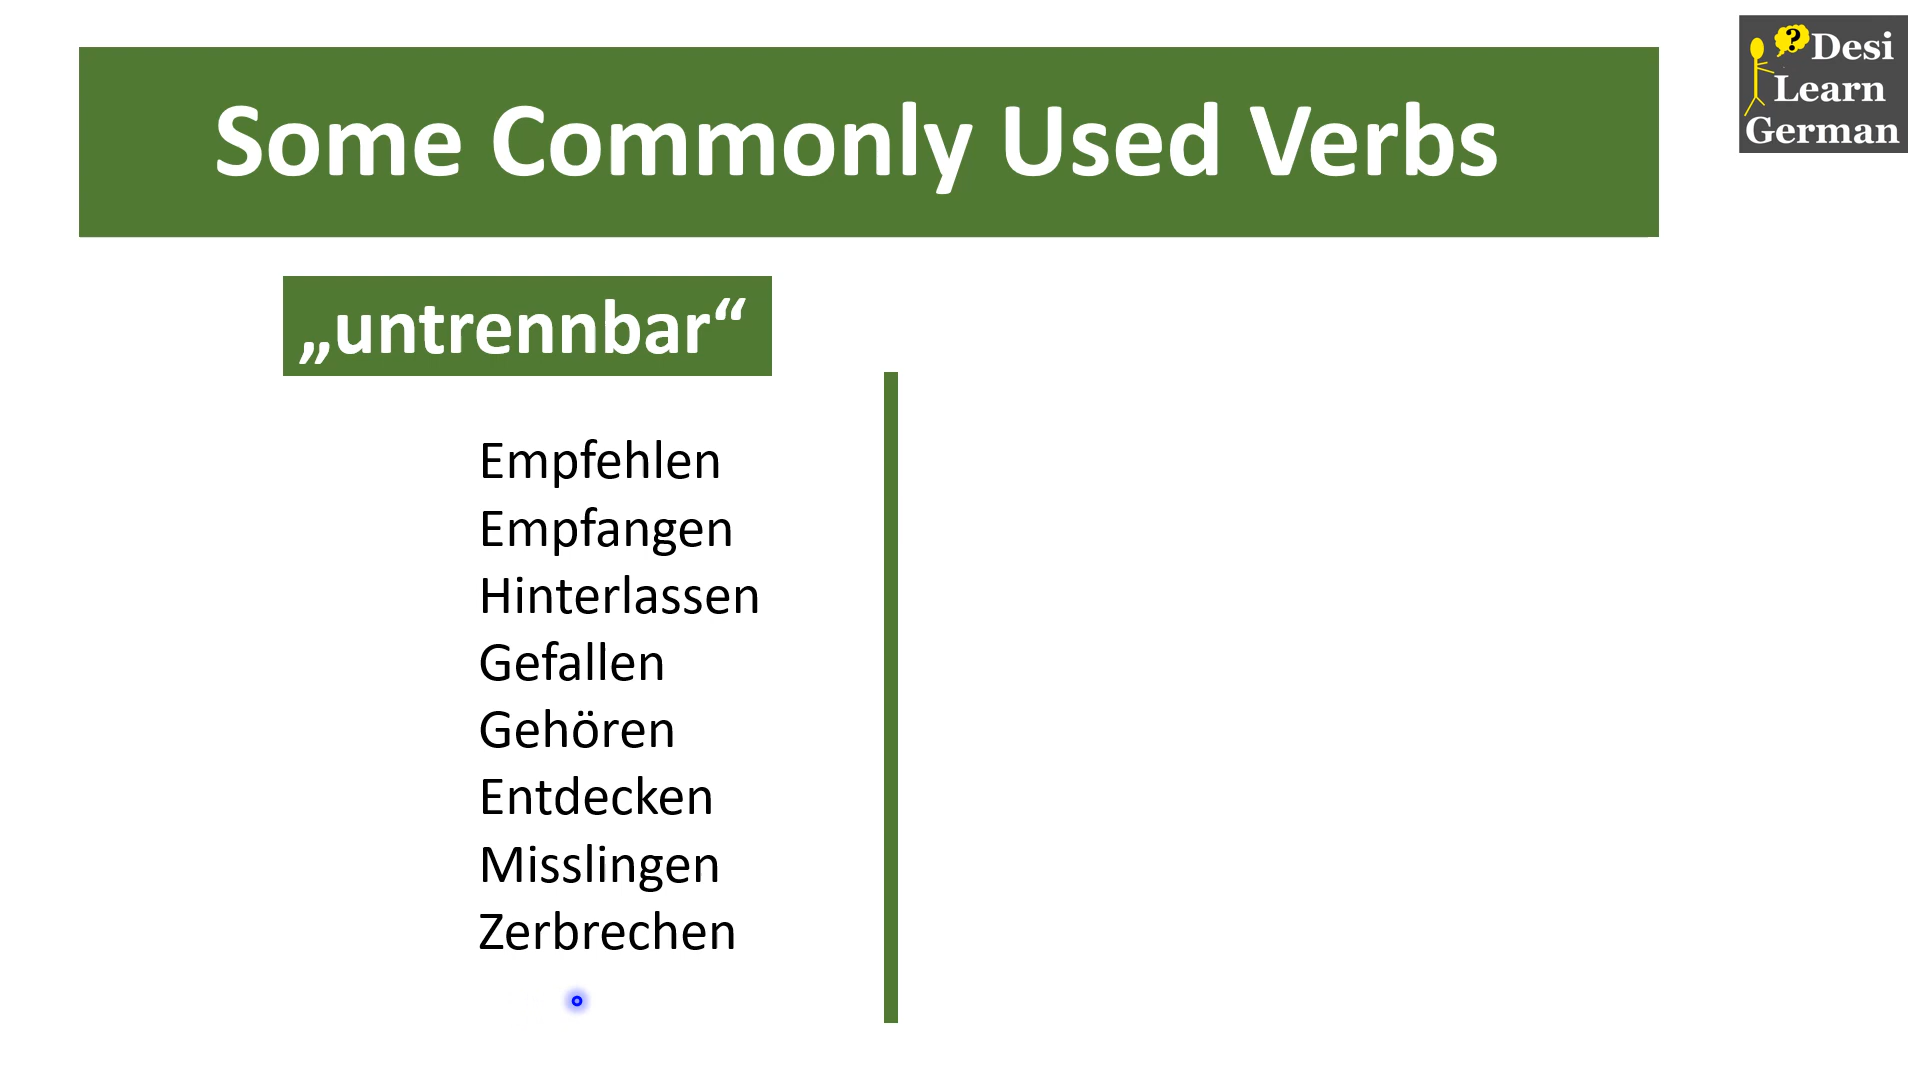 Some Commonly Used Verbs
? Desi
Learn
German
„untrennbar“
Empfehlen
Empfangen
Hinterlassen
Gefallen
Gehören
Entdecken
Misslingen
Zerbrechen